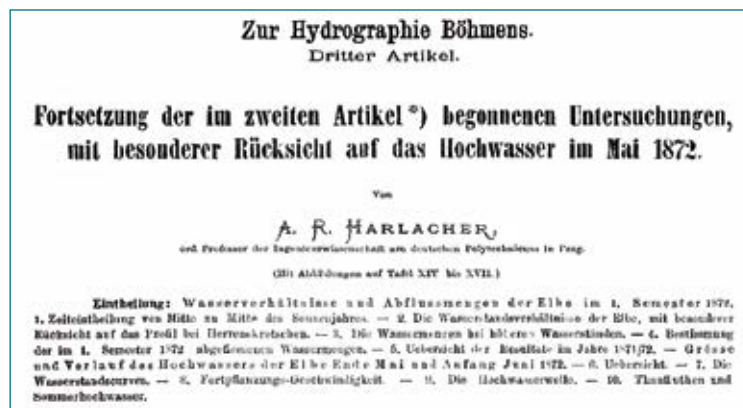 Zur Hydrographie Böhmens.
Dritter Artikel.
Fortsetzung der im zweiten Artikel*) begonnenen Untersuchungen,
mit besonderer Rücksicht auf das Hochwasser im Mai 1872.
Von
A. R. HARLACHER,
ord. Professor der Ingenieurwissenschaft am deutschen Polytechnikum in Prag.
Abbildungen auf Tafel XIV bis XVII.)
Eintheilung: Wasserverhältnisse und Abflussmengen der Elbe im 1. Semester 1872.
1. Zeiteintheilung von Mitte zu Mitte des Sonnenjahres. — 2. Die Wasserstandsverhältnisse der Elbe, mit besonderer
Rücksicht auf das Profil bei Herrnskretschen. — 3. Die Wassermengen bei höheren Wasserständen. — 4. Bestimmung
der im 1. Semester 1872 abgeflossenen Wassermengen. — 5. Uebersicht der Resultate im Jahre 1871/72. — Grösse
und Verlauf des Hochwassers der Elbe Ende Mai und Anfang Juni 1872. — 6. Uebersicht. — 7. Die
Wasserstandscurven. — 8. Fortpflanzungs-Geschwindigkeit. — 9. Die Hochwasserwelle. — 10. Thaufluthen und
Sommerhochwasser.